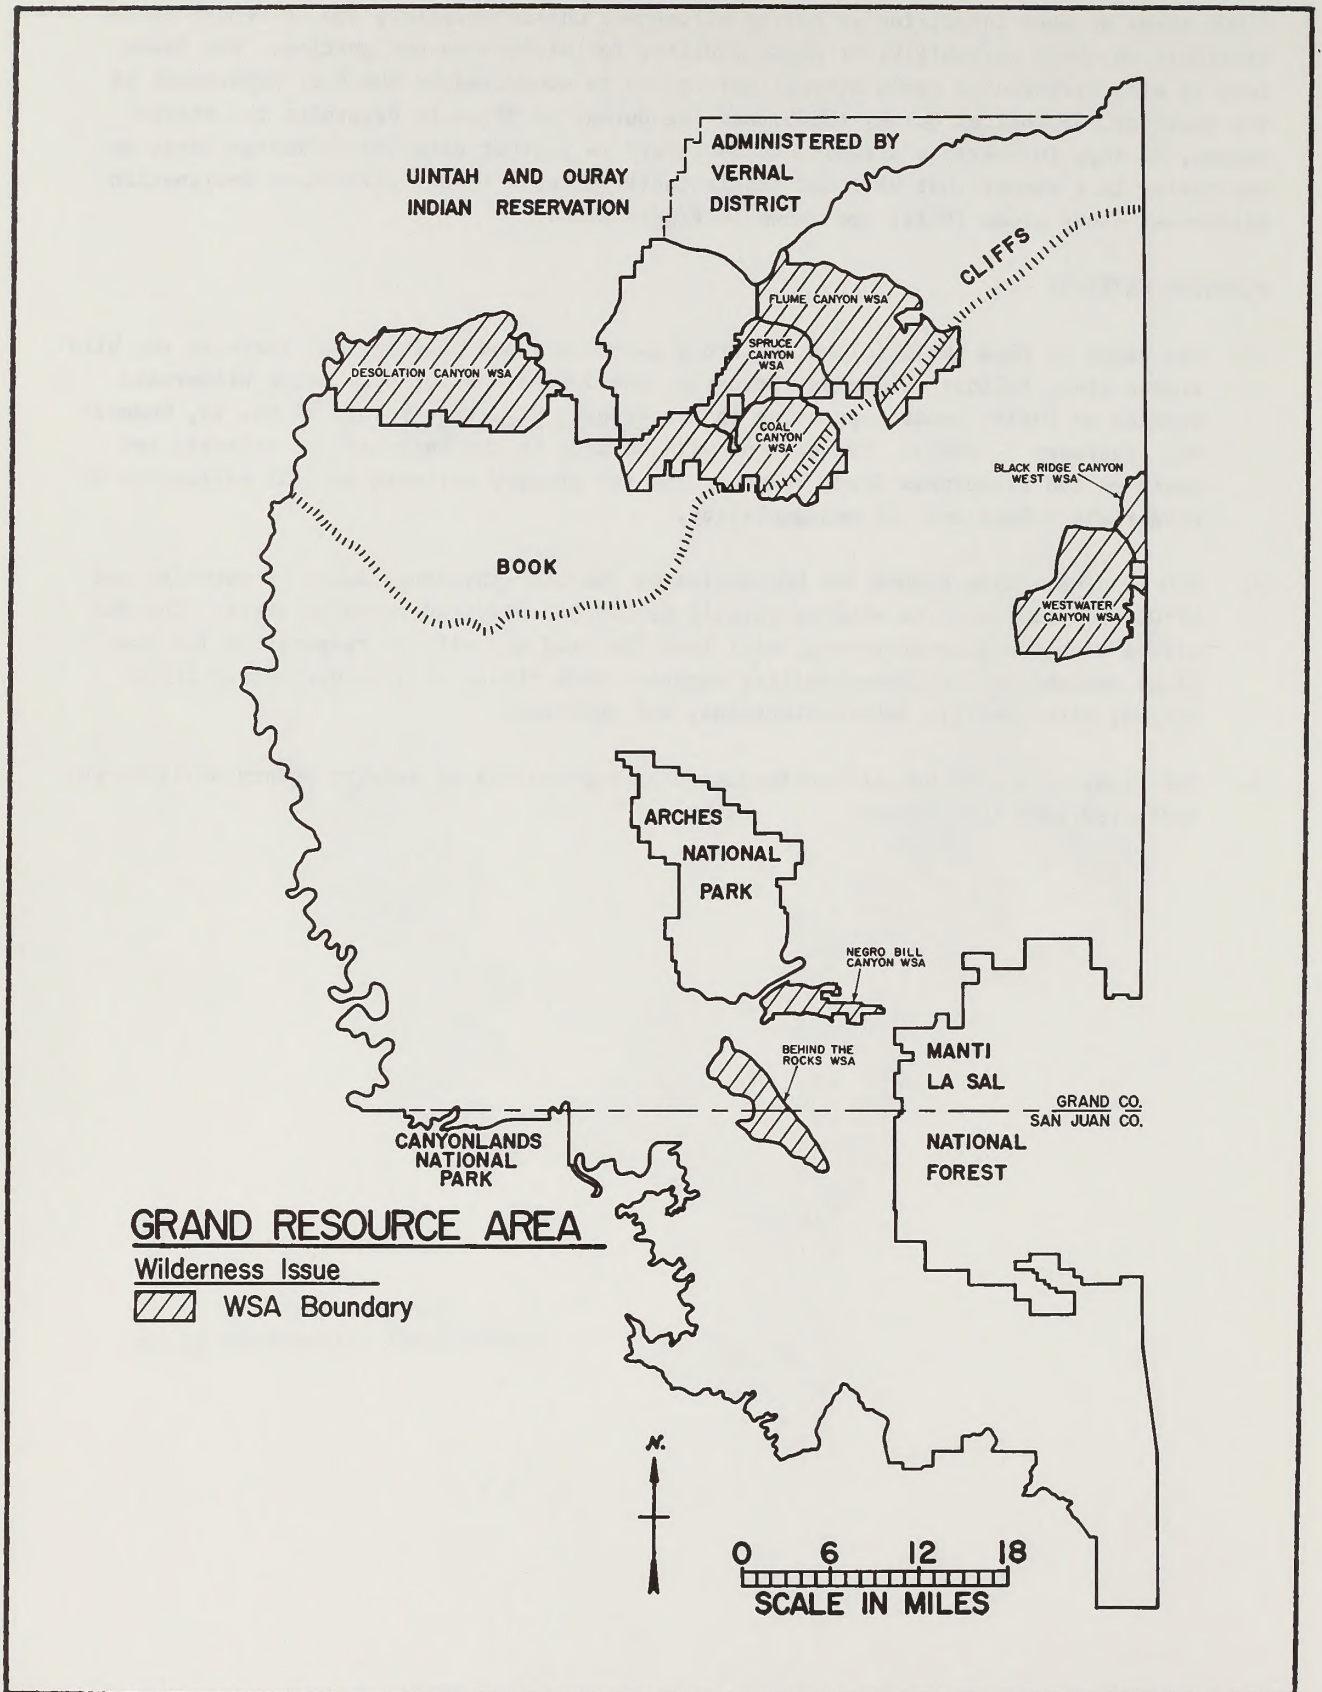 ADMINISTERED BY
VERNAL
DISTRICT
UINTAH AND OURAY
INDIAN RESERVATION
CLIFFS
FLUME CANYON WSA
SPRUCE
CANYON
WSA
DESOLATION CANYON WSA
COAL
CANYON
WSA
BLACK RIDGE CANYON
WEST WSA
BOOK
WESTWATER
CANYON WSA
ARCHES
NATIONAL
PARK
NEGRO BILL
CANYON WSA
BEHIND THE
ROCKS WSA
MANTI
LA SAL
GRAND CO.
SAN JUAN CO.
NATIONAL
FOREST
CANYONLANDS
NATIONAL
PARK
GRAND RESOURCE AREA
Wilderness Issue
WSA Boundary
N.
0 6 12 18
SCALE IN MILES